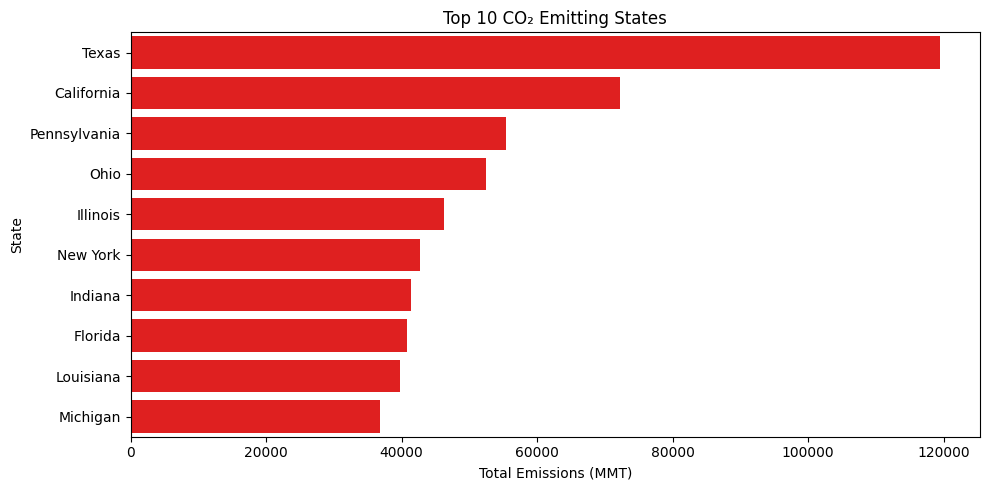 Top 10 CO₂ Emitting States
Texas
California
Pennsylvania
Ohio
Illinois
New York
Indiana
Florida
Louisiana
Michigan
State
0 20000 40000 60000 80000 100000 120000
Total Emissions (MMT)